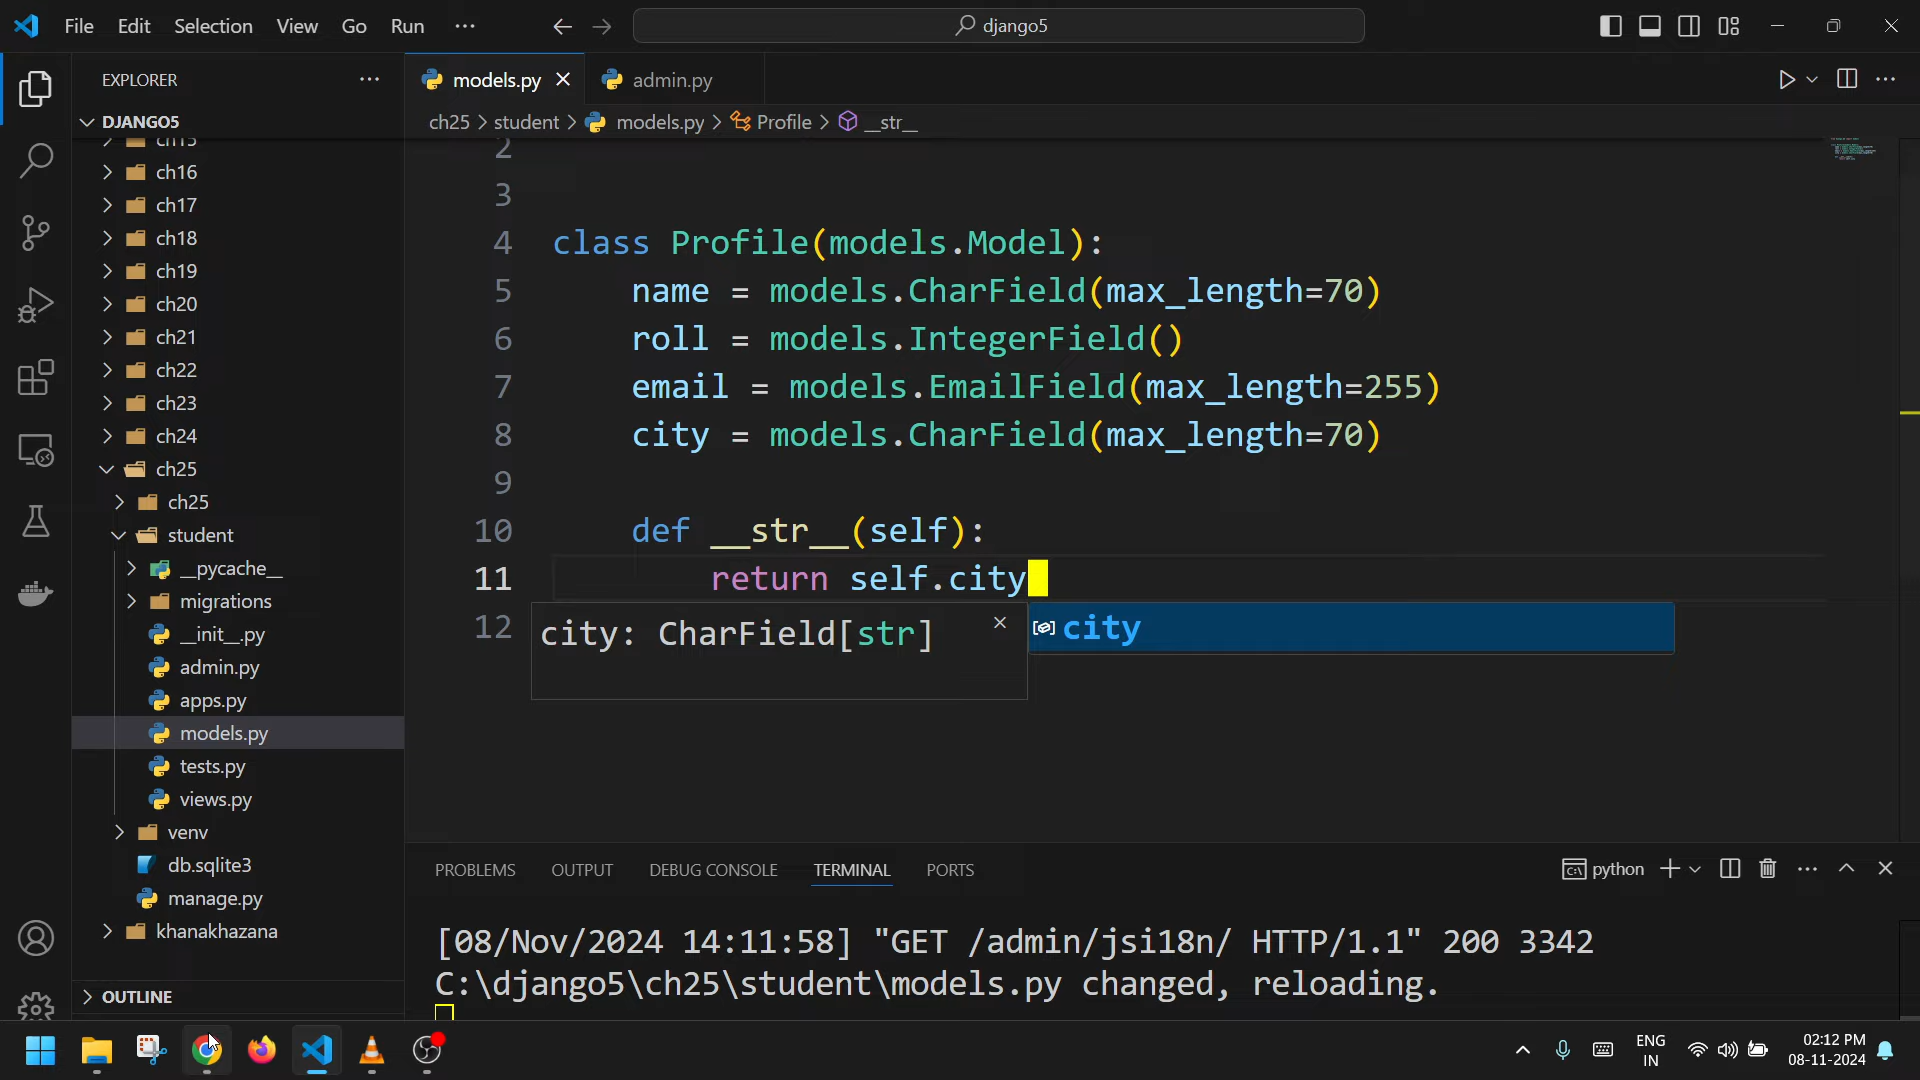 File Edit Selection View Go Run ...
django5
EXPLORER
DJANGO5
ch15
ch16
ch17
ch18
ch19
ch20
ch21
ch22
ch23
ch24
ch25
ch25
student
__pycache__
migrations
__init__.py
admin.py
apps.py
models.py
tests.py
views.py
venv
db.sqlite3
manage.py
khanakhazana
OUTLINE
models.py admin.py
ch25 > student > models.py > Profile > __str__
2
3
4 class Profile(models.Model):
5 name = models.CharField(max_length=70)
6 roll = models.IntegerField()
7 email = models.EmailField(max_length=255)
8 city = models.CharField(max_length=70)
9
10 def __str__(self):
11 return self.city
12
city: CharField[str]
city
PROBLEMS OUTPUT DEBUG CONSOLE TERMINAL PORTS
python
[08/Nov/2024 14:11:58] "GET /admin/jsi18n/ HTTP/1.1" 200 3342
C:\django5\ch25\student\models.py changed, reloading.
ENG
IN
02:12 PM
08-11-2024